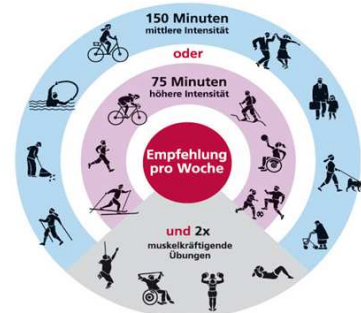 150 Minuten
mittlere Intensität
oder
75 Minuten
höhere Intensität
Empfehlung
pro Woche
und 2x
muskelkräftigende
Übungen